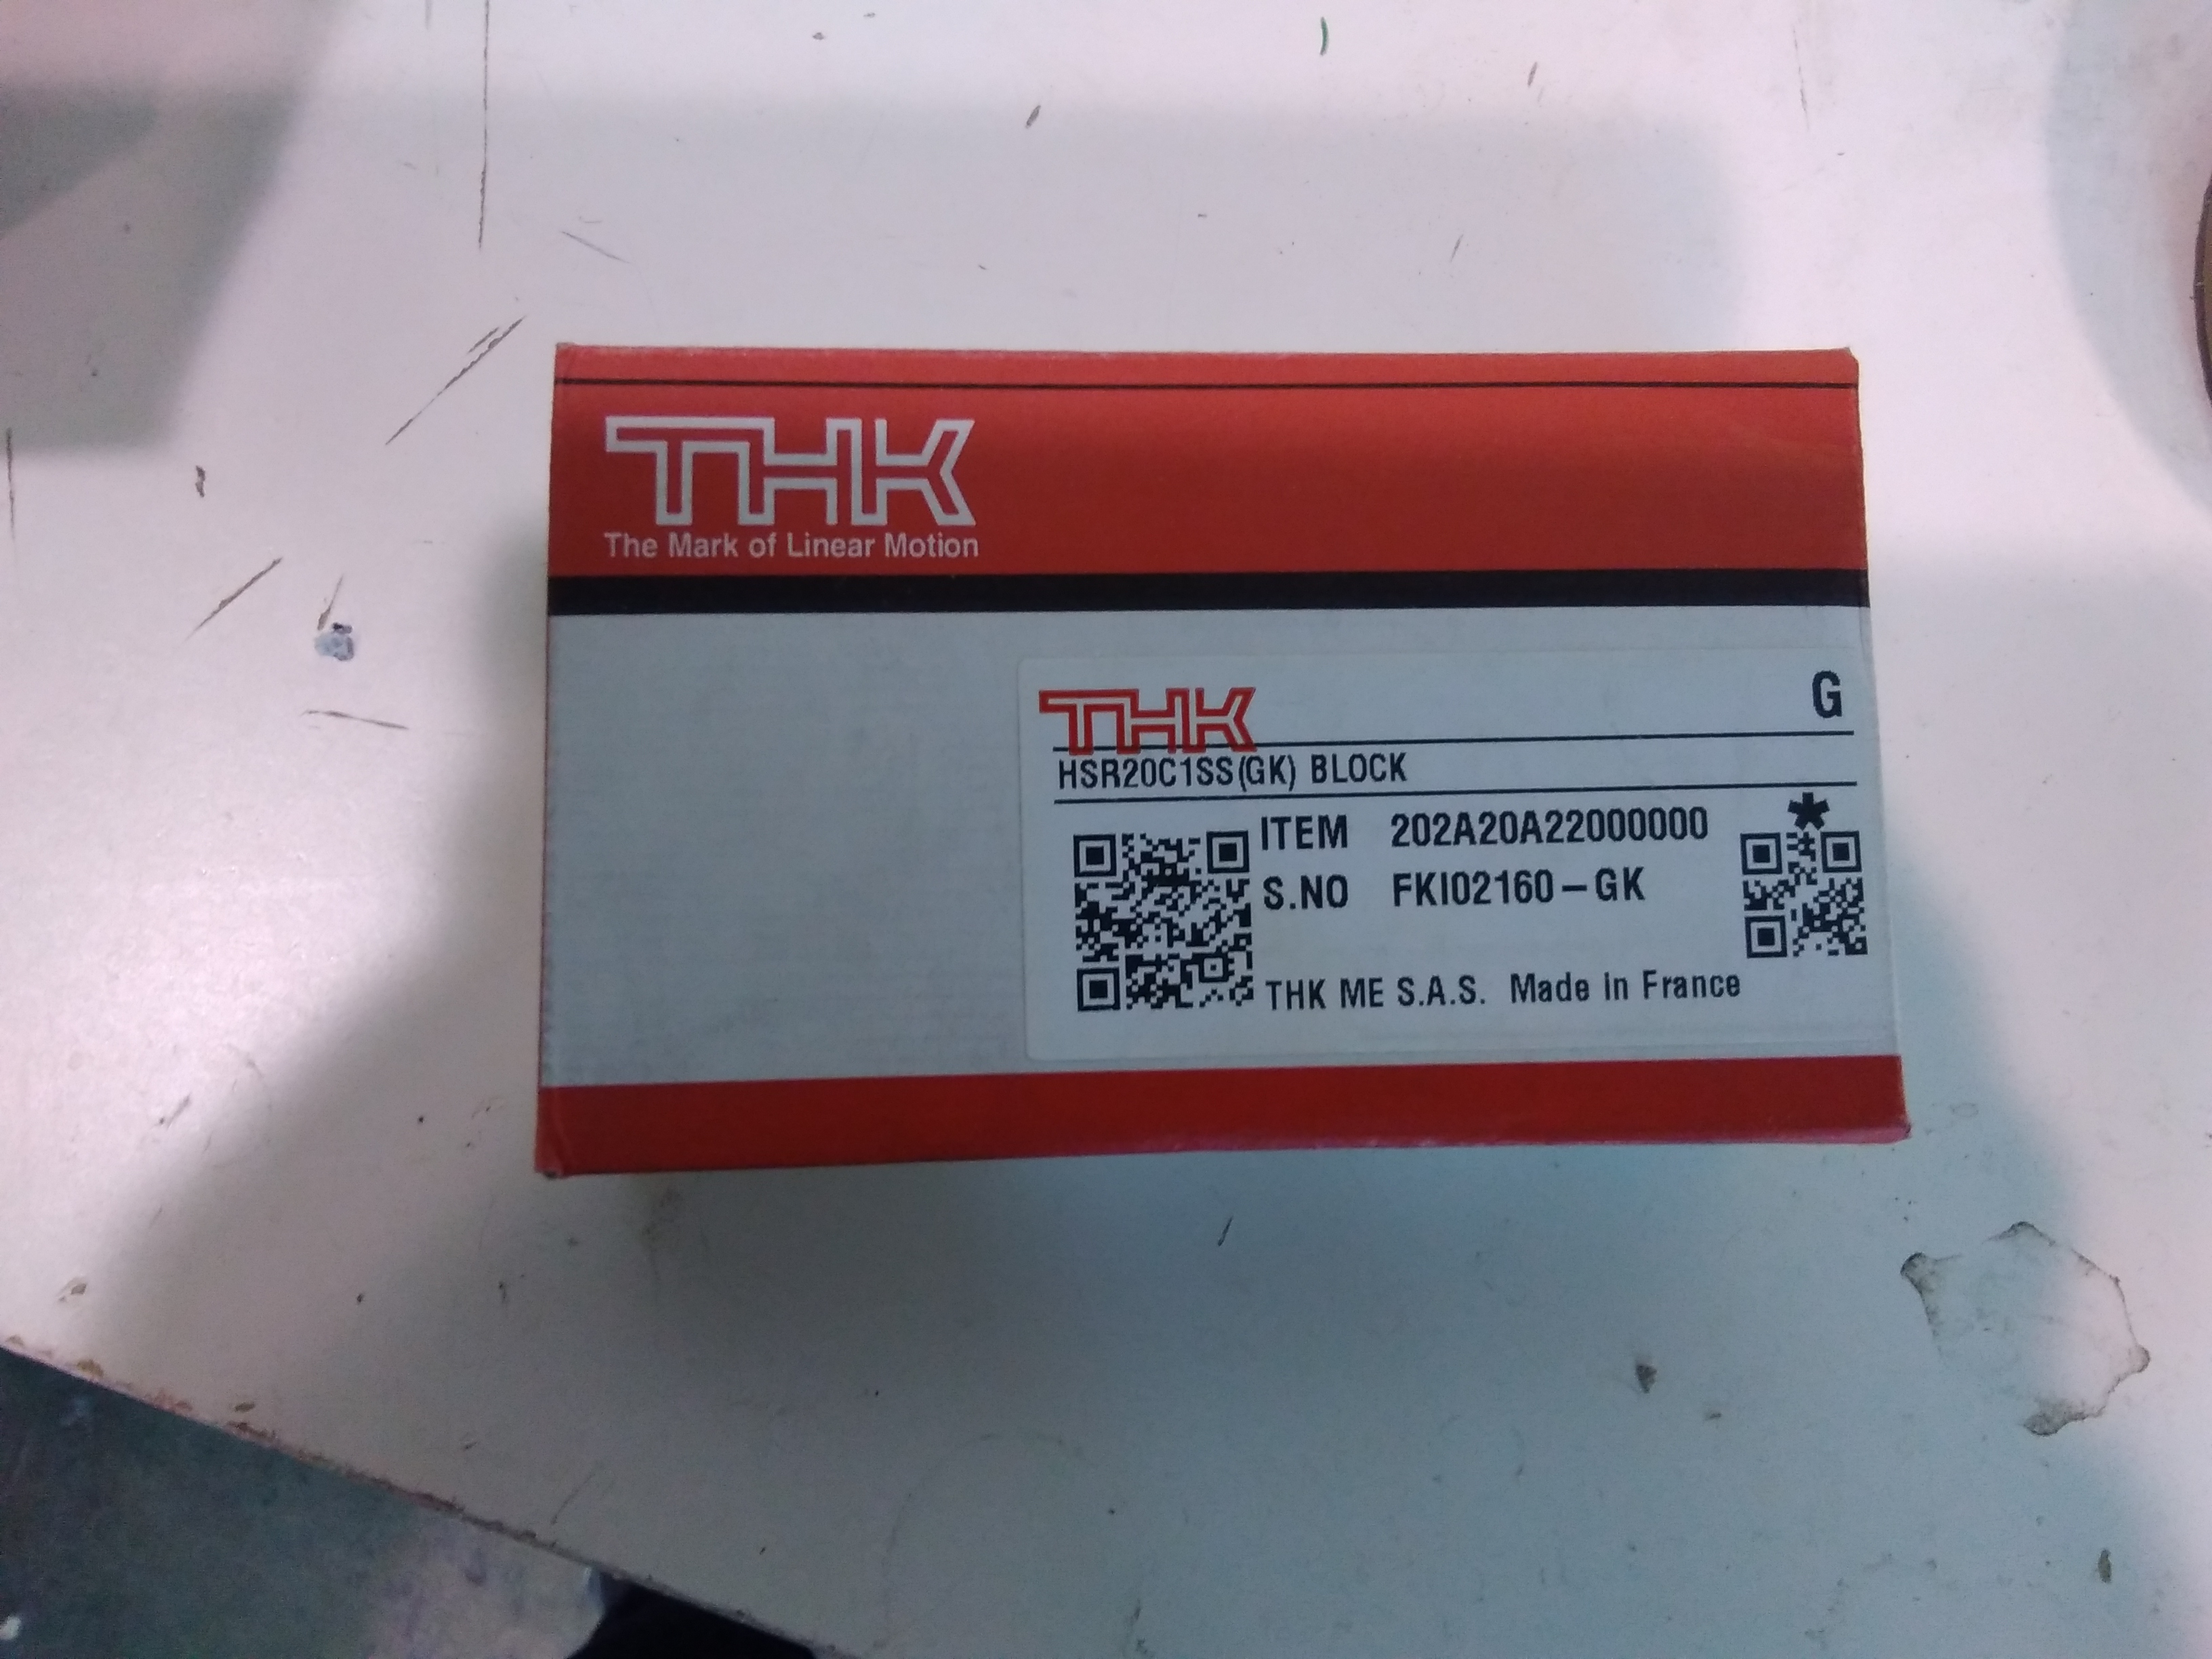 THK
The Mark of Linear Motion
THK
G
HSR20C1SS(GK) BLOCK
*
ITEM 202A20A22000000
S.NO FKI02160-GK
THK ME S.A.S. Made in France